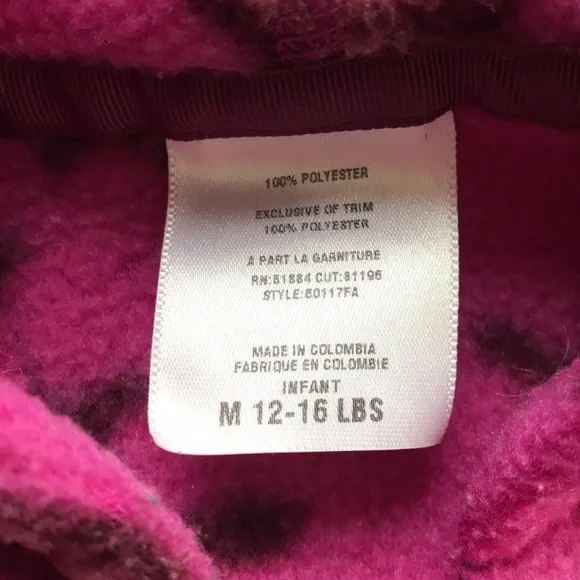 100% POLYESTER
EXCLUSIVE OF TRIM
100% POLYESTER
A PART LA GARNITURE
RN:51884 CUT:81196
STYLE:60117FA
MADE IN COLOMBIA
FABRIQUE EN COLOMBIE
INFANT
M 12-16 LBS